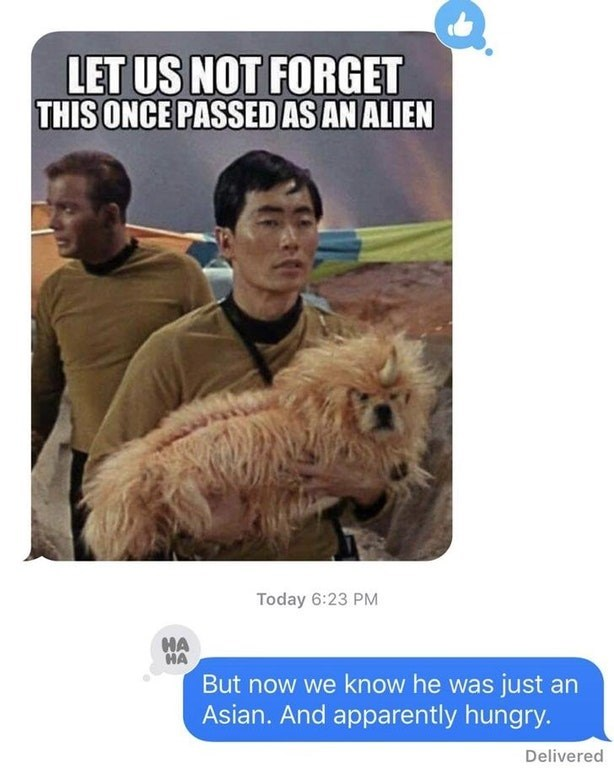 LET US NOT FORGET
THIS ONCE PASSED AS AN ALIEN
Today 6:23 PM
HA
HA
But now we know he was just an
Asian. And apparently hungry.
Delivered